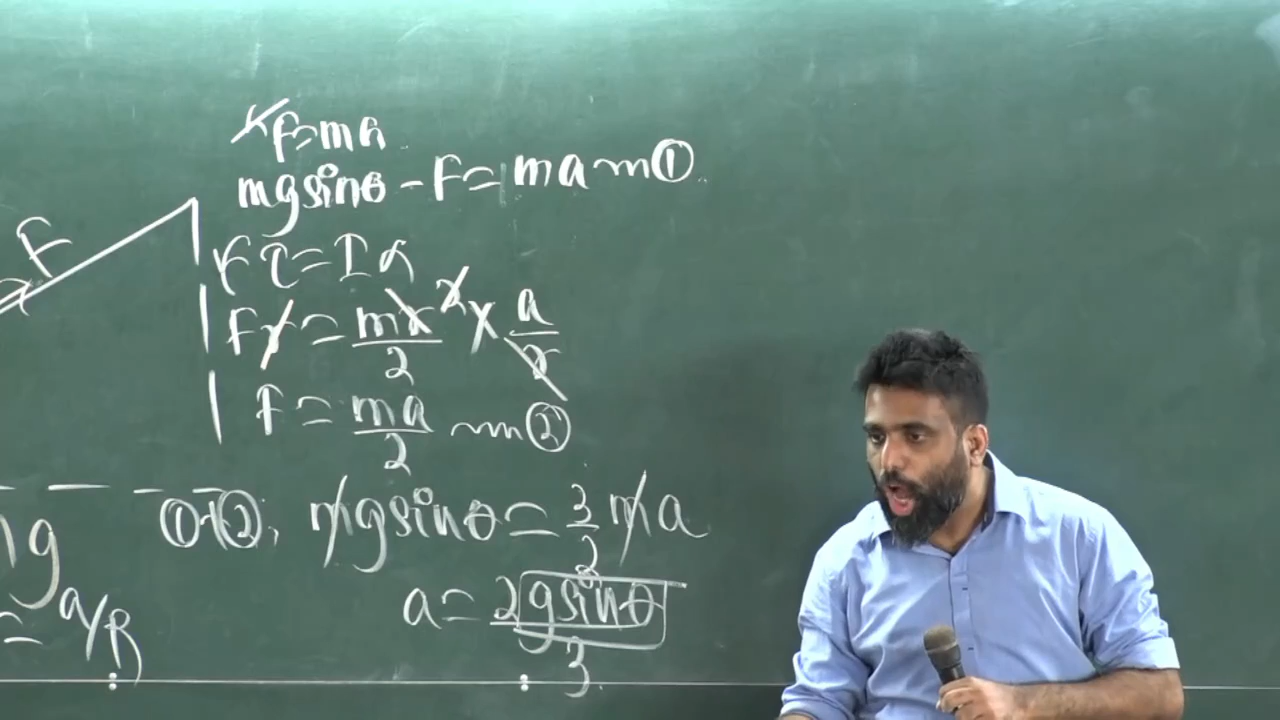 F=ma
mgsinθ - F = ma ①
F
rτ = Iα
Fr = mr²/2 × a/r
F = ma/2 ②
①+②, mgsinθ = 3/2 ma
g
a = 2gsinθ/3
= a/R